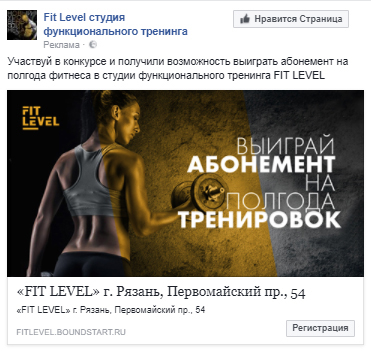 Fit Level студия
функционального тренинга
Реклама ·
Нравится Страница
Участвуй в конкурсе и получили возможность выиграть абонемент на
полгода фитнеса в студии функционального тренинга FIT LEVEL
FIT
LEVEL
ВЫИГРАЙ
АБОНЕМЕНТ
НА
ПОЛГОДА
ТРЕНИРОВОК
«FIT LEVEL» г. Рязань, Первомайский пр., 54
«FIT LEVEL» г. Рязань, Первомайский пр., 54
FITLEVEL.BOUNDSTART.RU
Регистрация